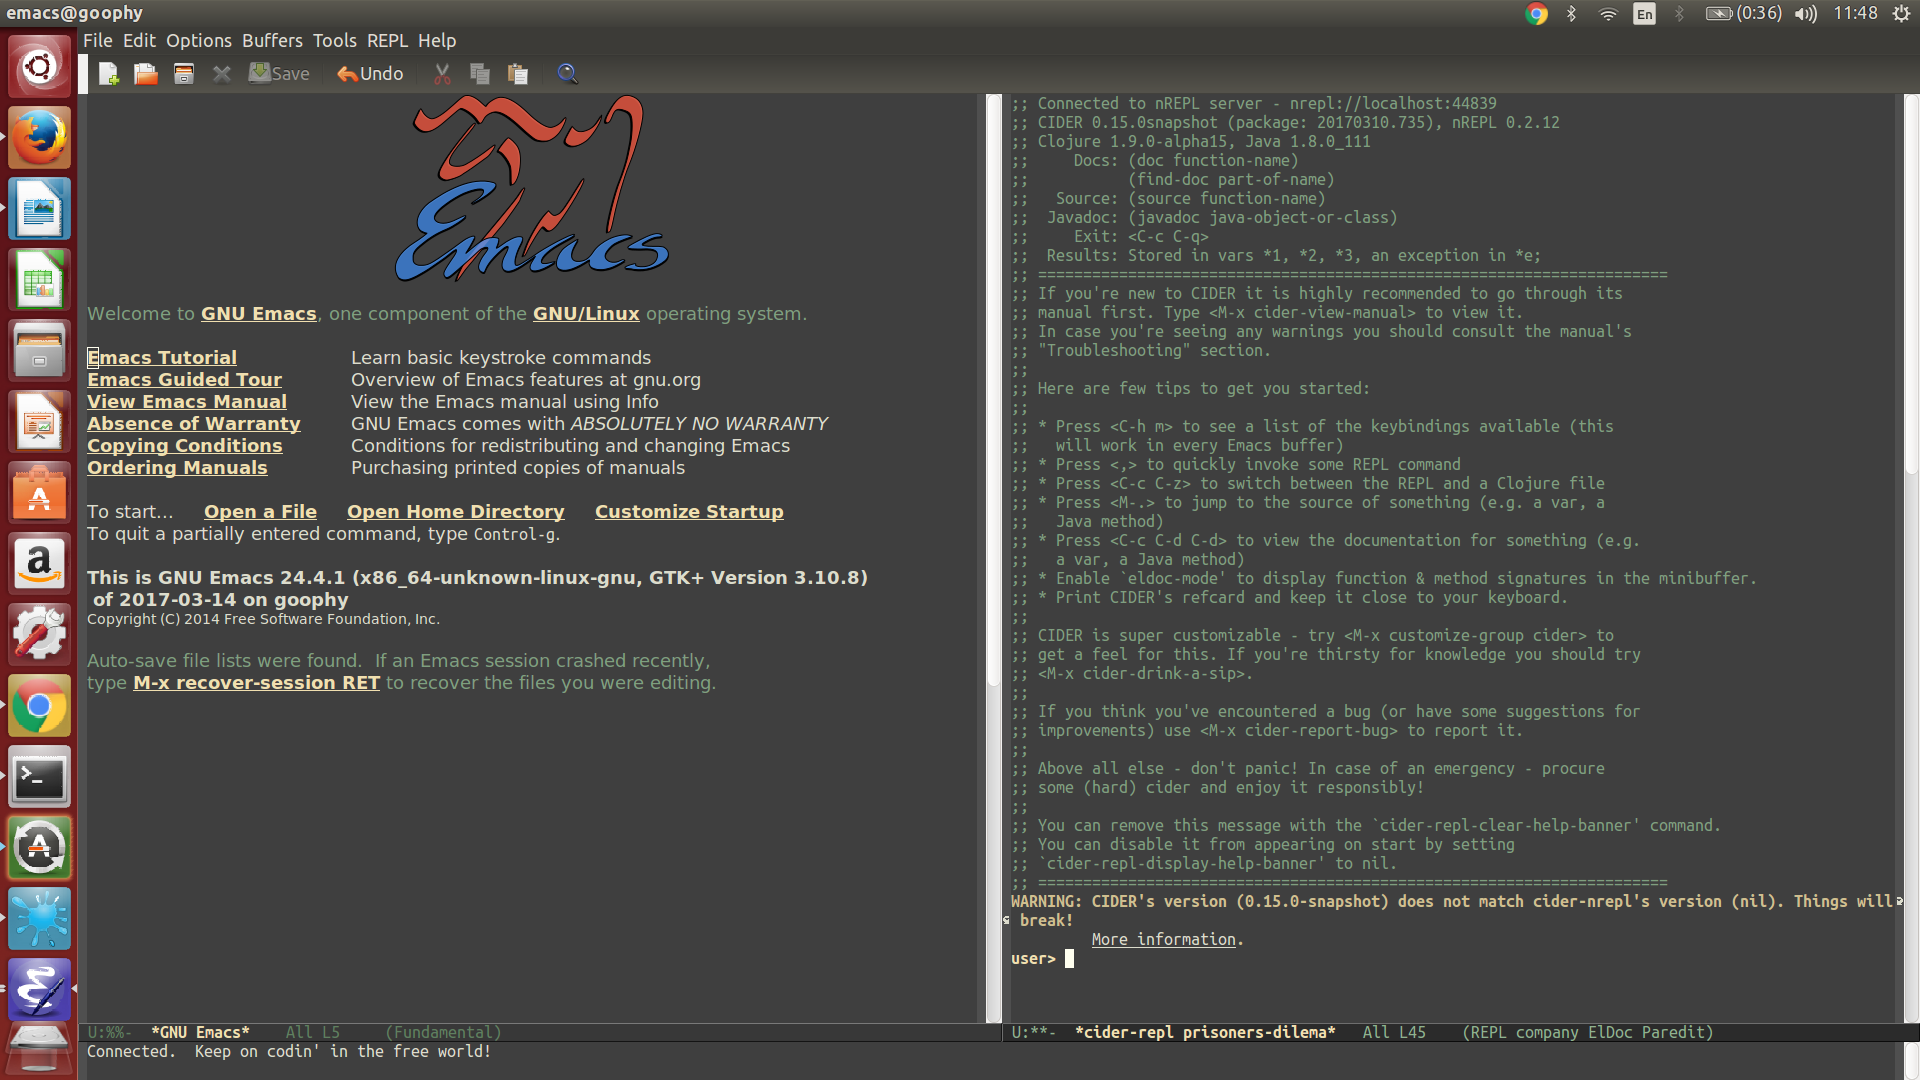 emacs@goophy
En
(0:36)
11:48
File Edit Options Buffers Tools REPL Help
Save
Undo
Emacs
Welcome to GNU Emacs, one component of the GNU/Linux operating system.
Emacs Tutorial Learn basic keystroke commands
Emacs Guided Tour Overview of Emacs features at gnu.org
View Emacs Manual View the Emacs manual using Info
Absence of Warranty GNU Emacs comes with ABSOLUTELY NO WARRANTY
Copying Conditions Conditions for redistributing and changing Emacs
Ordering Manuals Purchasing printed copies of manuals
To start... Open a File Open Home Directory Customize Startup
To quit a partially entered command, type Control-g.
This is GNU Emacs 24.4.1 (x86_64-unknown-linux-gnu, GTK+ Version 3.10.8)
of 2017-03-14 on goophy
Copyright (C) 2014 Free Software Foundation, Inc.
Auto-save file lists were found.  If an Emacs session crashed recently,
type M-x recover-session RET to recover the files you were editing.
U:%%-  *GNU Emacs*    All L5     (Fundamental)
;; Connected to nREPL server - nrepl://localhost:44839
;; CIDER 0.15.0snapshot (package: 20170310.735), nREPL 0.2.12
;; Clojure 1.9.0-alpha15, Java 1.8.0_111
;;     Docs: (doc function-name)
;;           (find-doc part-of-name)
;;   Source: (source function-name)
;;  Javadoc: (javadoc java-object-or-class)
;;     Exit: <C-c C-q>
;;  Results: Stored in vars *1, *2, *3, an exception in *e;
;; ======================================================================
;; If you're new to CIDER it is highly recommended to go through its
;; manual first. Type <M-x cider-view-manual> to view it.
;; In case you're seeing any warnings you should consult the manual's
;; "Troubleshooting" section.
;;
;; Here are few tips to get you started:
;;
;; * Press <C-h m> to see a list of the keybindings available (this
;;   will work in every Emacs buffer)
;; * Press <,> to quickly invoke some REPL command
;; * Press <C-c C-z> to switch between the REPL and a Clojure file
;; * Press <M-.> to jump to the source of something (e.g. a var, a
;;   Java method)
;; * Press <C-c C-d C-d> to view the documentation for something (e.g.
;;   a var, a Java method)
;; * Enable `eldoc-mode' to display function & method signatures in the minibuffer.
;; * Print CIDER's refcard and keep it close to your keyboard.
;;
;; CIDER is super customizable - try <M-x customize-group cider> to
;; get a feel for this. If you're thirsty for knowledge you should try
;; <M-x cider-drink-a-sip>.
;;
;; If you think you've encountered a bug (or have some suggestions for
;; improvements) use <M-x cider-report-bug> to report it.
;;
;; Above all else - don't panic! In case of an emergency - procure
;; some (hard) cider and enjoy it responsibly!
;;
;; You can remove this message with the `cider-repl-clear-help-banner' command.
;; You can disable it from appearing on start by setting
;; `cider-repl-display-help-banner' to nil.
;; ======================================================================
WARNING: CIDER's version (0.15.0-snapshot) does not match cider-nrepl's version (nil). Things will
break!
More information.
user>
U:**-  *cider-repl prisoners-dilema*   All L45    (REPL company ElDoc Paredit)
Connected.  Keep on codin' in the free world!